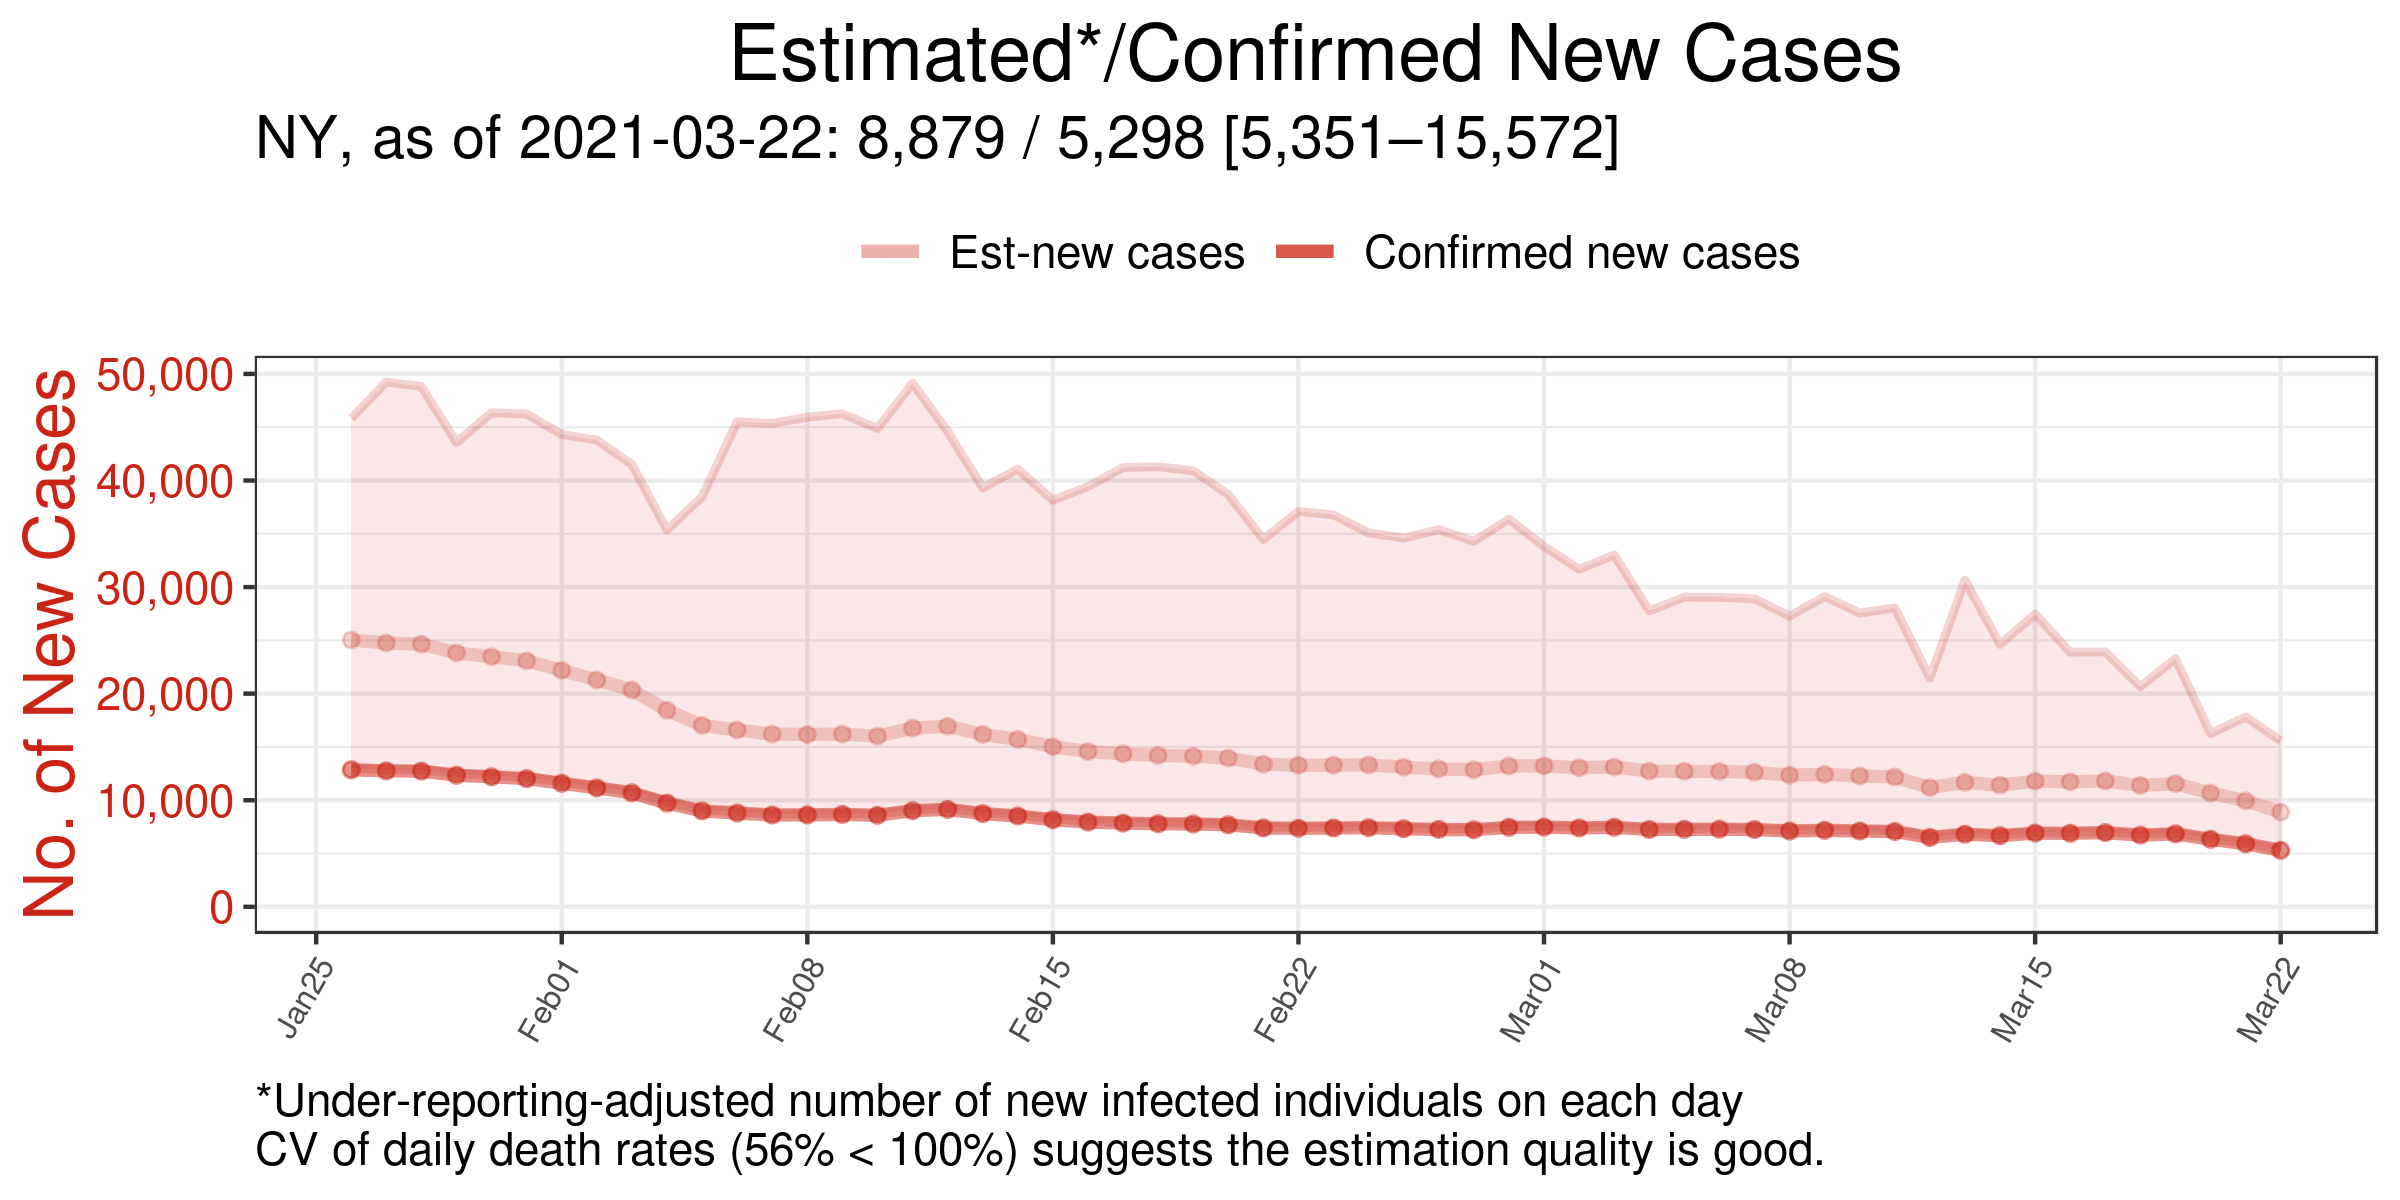 Estimated*/Confirmed New Cases
NY, as of 2021-03-22: 8,879 / 5,298 [5,351–15,572]
Est-new cases
Confirmed new cases
No. of New Cases
50,000
40,000
30,000
20,000
10,000
0
Jan25
Feb01
Feb08
Feb15
Feb22
Mar01
Mar08
Mar15
Mar22
*Under-reporting-adjusted number of new infected individuals on each day
CV of daily death rates (56% < 100%) suggests the estimation quality is good.